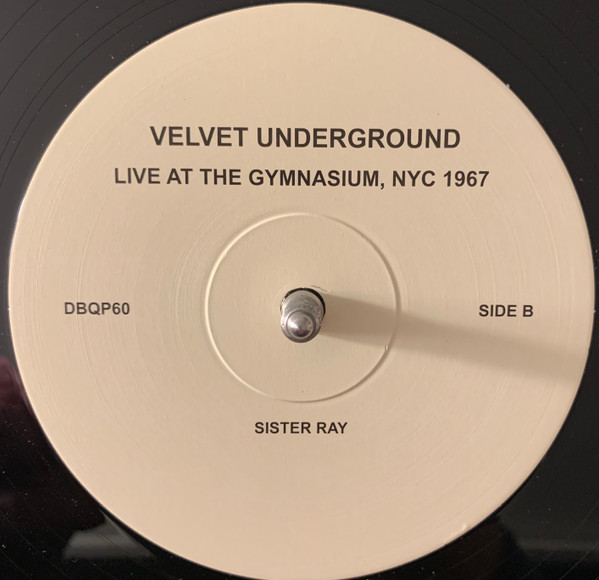 VELVET UNDERGROUND
LIVE AT THE GYMNASIUM, NYC 1967
DBQP60
SIDE B
SISTER RAY